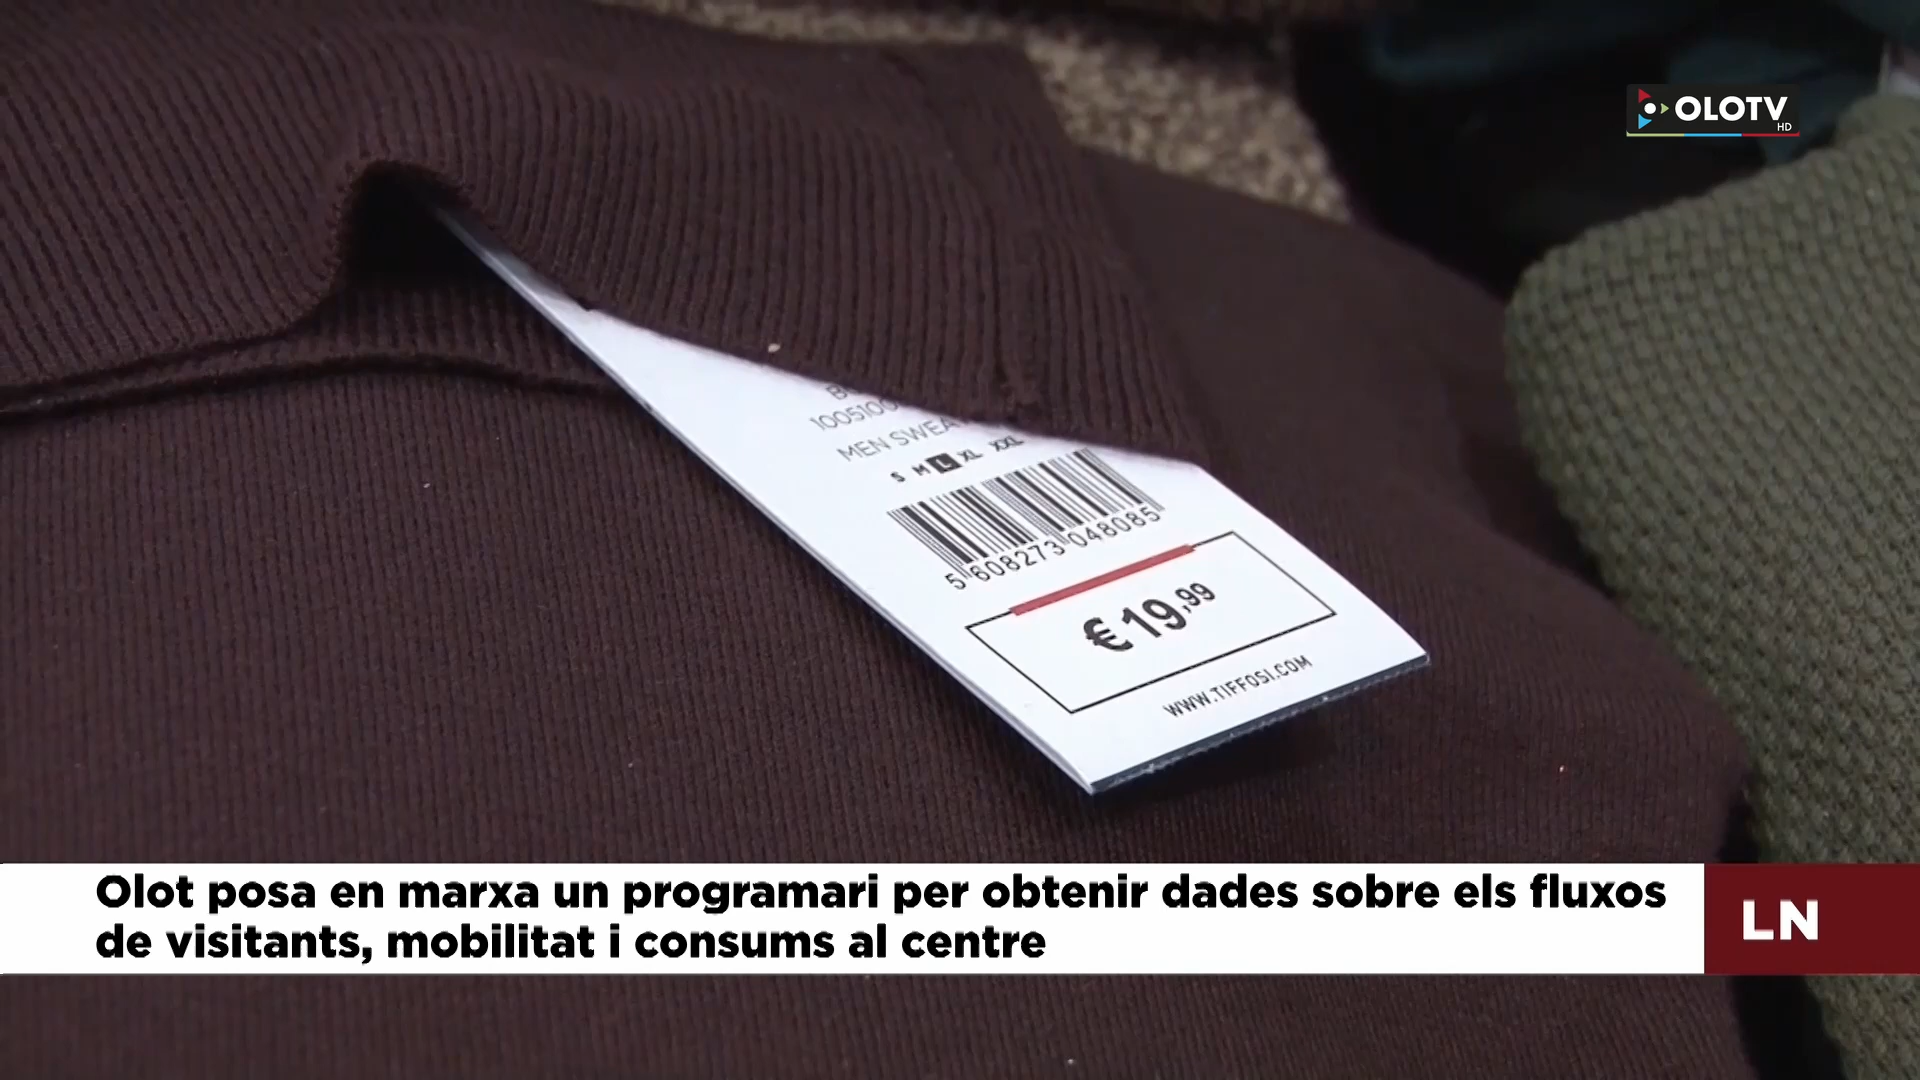 OLOTV
HD
MEN
S M L XL XXL
5 608273 048085
€19,99
WWW.TIFFOSI.COM
Olot posa en marxa un programari per obtenir dades sobre els fluxos
de visitants, mobilitat i consums al centre
LN